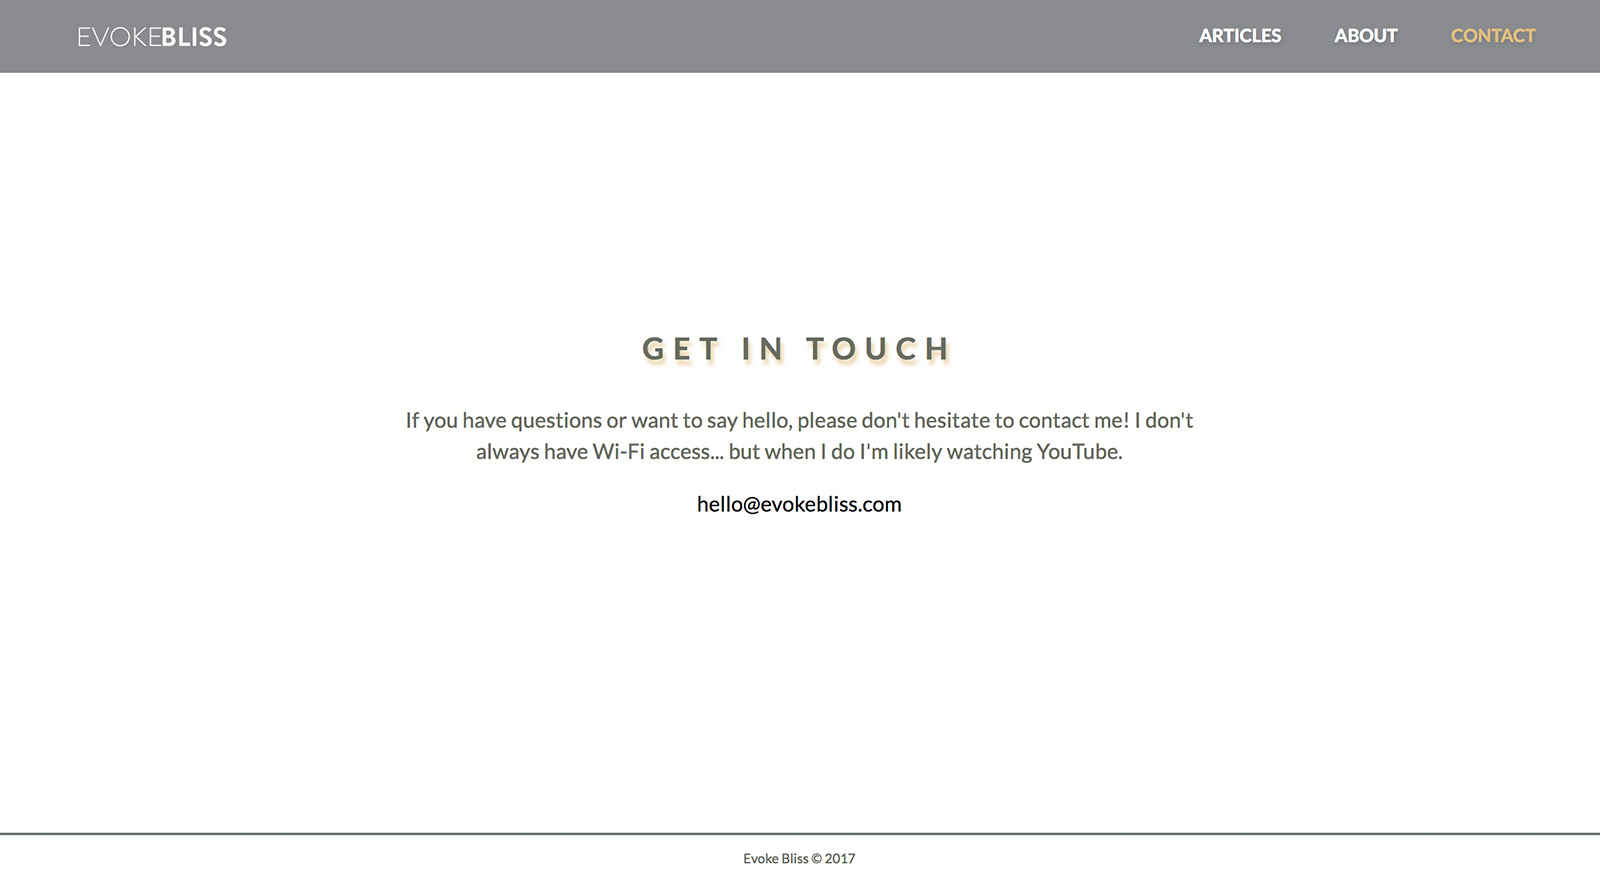 EVOKEBLISS
ARTICLES ABOUT CONTACT
GET IN TOUCH
If you have questions or want to say hello, please don't hesitate to contact me! I don't
always have Wi-Fi access... but when I do I'm likely watching YouTube.
hello@evokebliss.com
Evoke Bliss © 2017